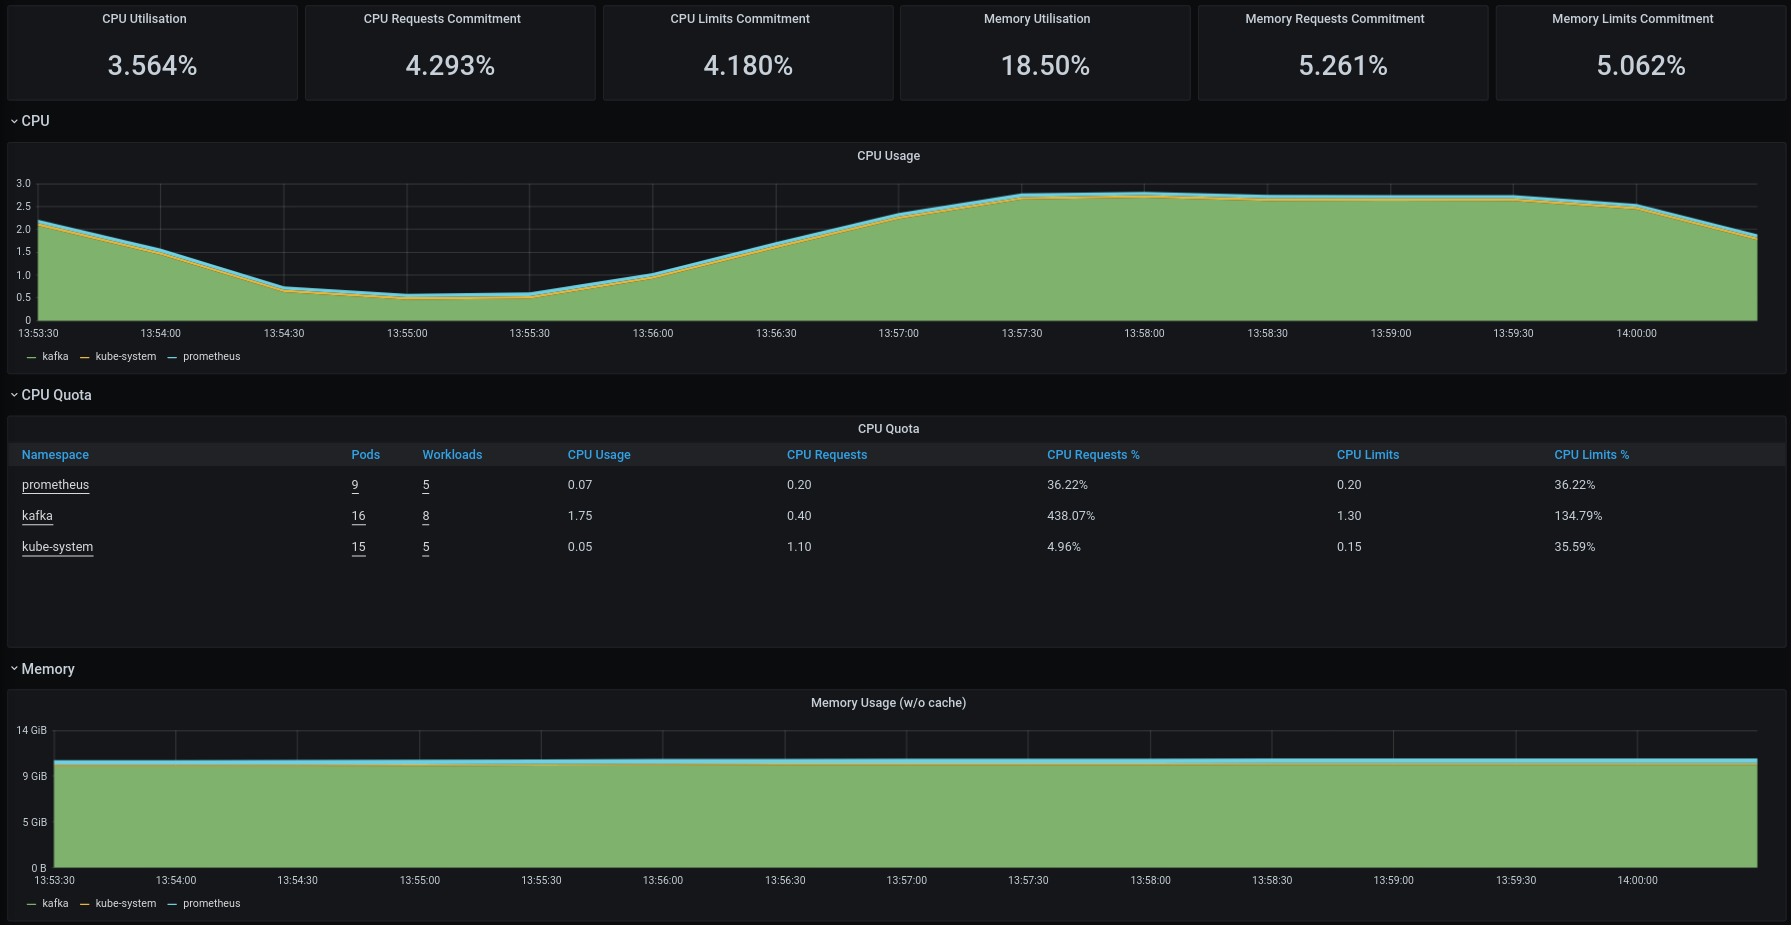 CPU Utilisation CPU Requests Commitment CPU Limits Commitment Memory Utilisation Memory Requests Commitment Memory Limits Commitment
3.564% 4.293% 4.180% 18.50% 5.261% 5.062%
CPU
CPU Usage
3.0
2.5
2.0
1.5
1.0
0.5
0
13:53:30 13:54:00 13:54:30 13:55:00 13:55:30 13:56:00 13:56:30 13:57:00 13:57:30 13:58:00 13:58:30 13:59:00 13:59:30 14:00:00
kafka kube-system prometheus
CPU Quota
CPU Quota
Namespace Pods Workloads CPU Usage CPU Requests CPU Requests % CPU Limits CPU Limits %
prometheus 9 5 0.07 0.20 36.22% 0.20 36.22%
kafka 16 8 1.75 0.40 438.07% 1.30 134.79%
kube-system 15 5 0.05 1.10 4.96% 0.15 35.59%
Memory
Memory Usage (w/o cache)
14 GiB
9 GiB
5 GiB
0 B
13:53:30 13:54:00 13:54:30 13:55:00 13:55:30 13:56:00 13:56:30 13:57:00 13:57:30 13:58:00 13:58:30 13:59:00 13:59:30 14:00:00
kafka kube-system prometheus